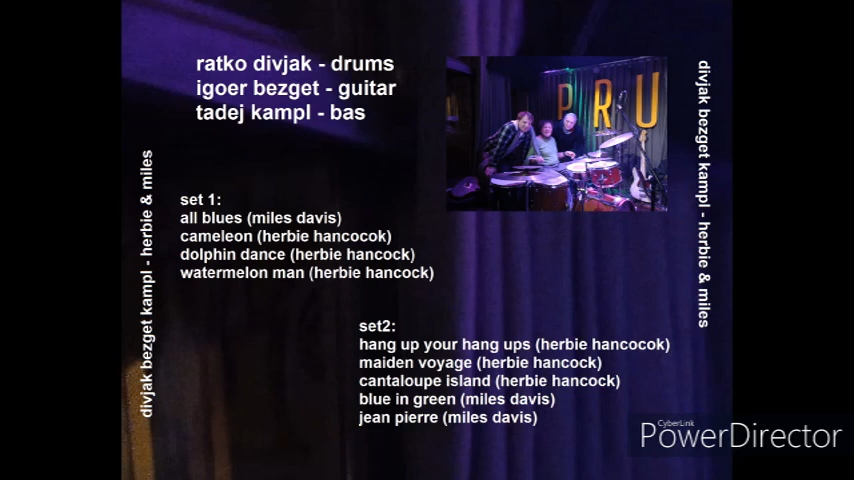 ratko divjak - drums
igoer bezget - guitar
tadej kampl - bas
PRU
divjak bezget kampl - herbie & miles
divjak bezget kampl - herbie & miles
set 1:
all blues (miles davis)
cameleon (herbie hancocok)
dolphin dance (herbie hancock)
watermelon man (herbie hancock)
set2:
hang up your hang ups (herbie hancocok)
maiden voyage (herbie hancock)
cantaloupe island (herbie hancock)
blue in green (miles davis)
jean pierre (miles davis)
CyberLink
PowerDirector